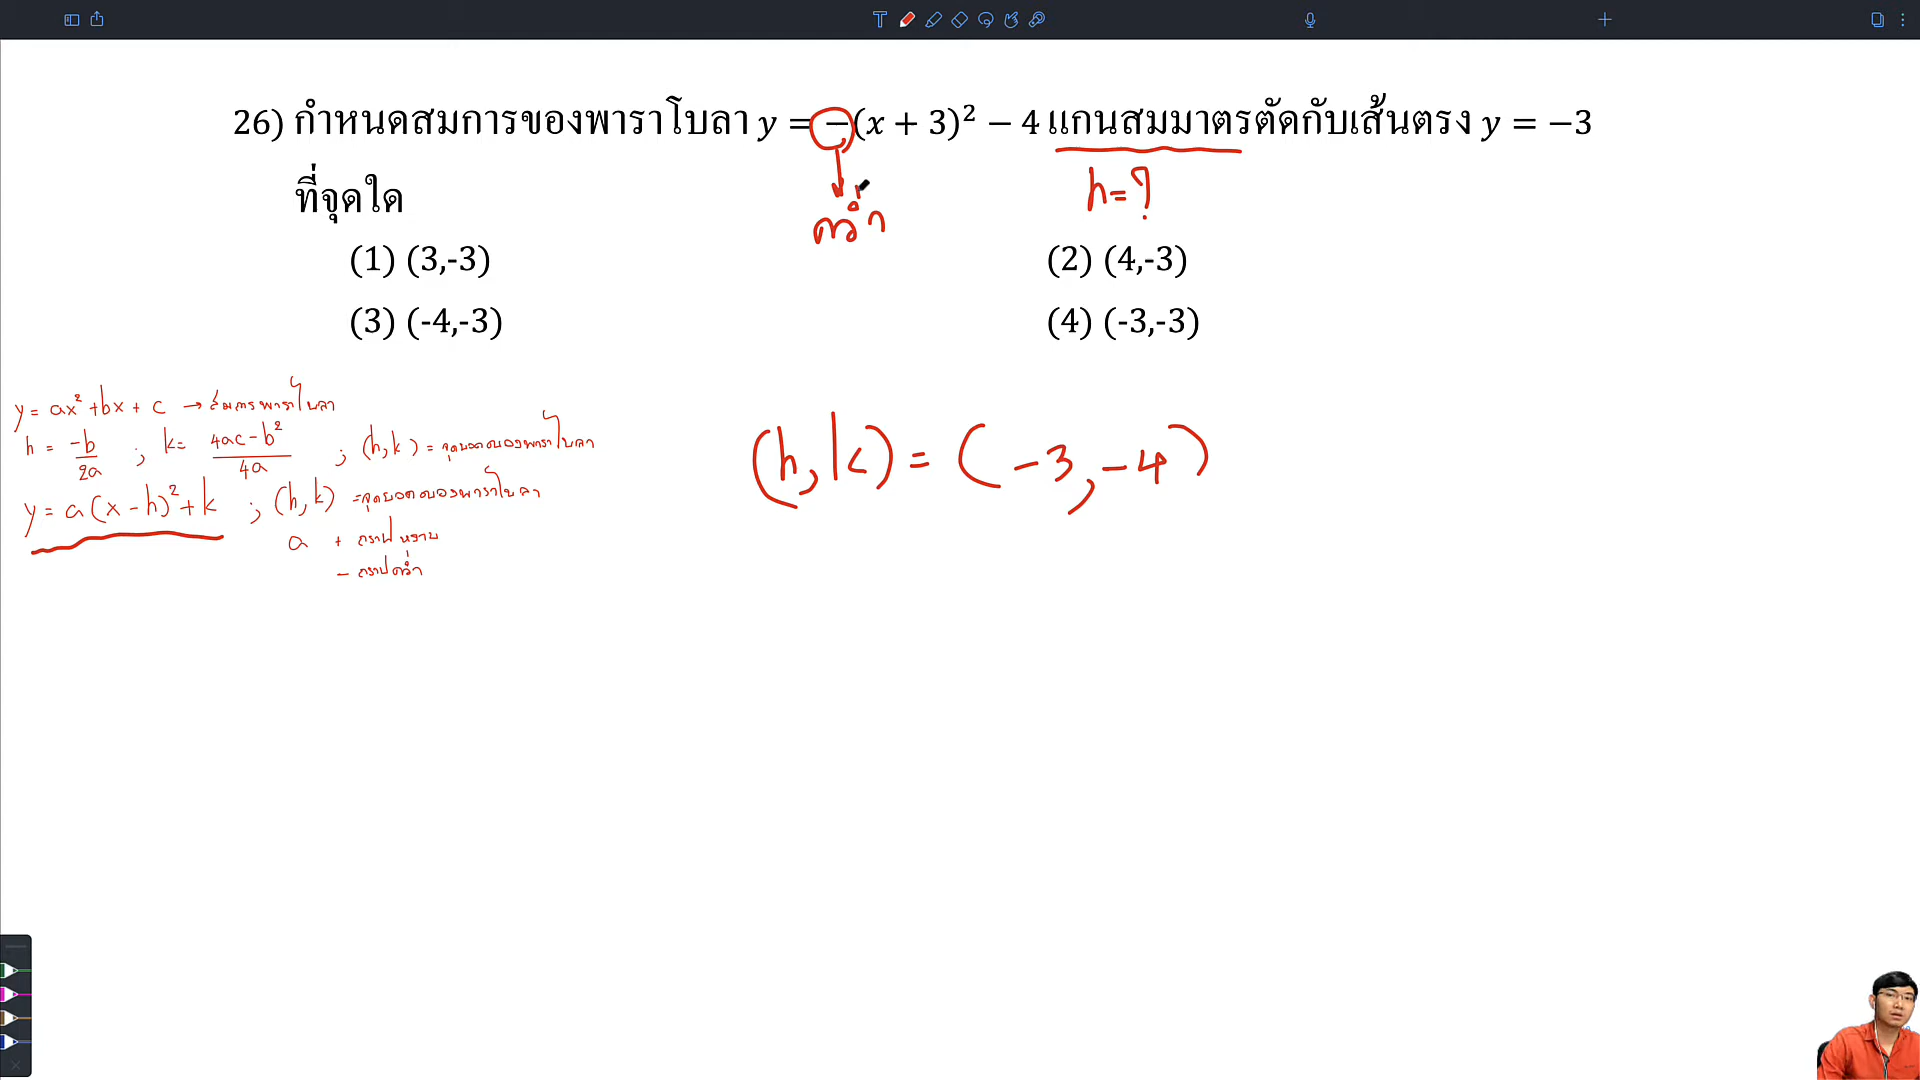 26) กำหนดสมการของพาราโบลา y = −(x + 3)² − 4 แกนสมมาตรตัดกับเส้นตรง y = −3
ที่จุดใด
คว่ำ
h = ?
(1) (3,-3)
(2) (4,-3)
(3) (-4,-3)
(4) (-3,-3)
y = ax² + bx + c → สมการพาราโบลา
h = -b/2a ; k = 4ac - b²/4a ; (h,k) = จุดยอดของพาราโบลา
y = a(x - h)² + k ; (h,k) = จุดยอดของพาราโบลา
a + กราฟหงาย
- กราฟคว่ำ
(h, k) = (-3, -4)